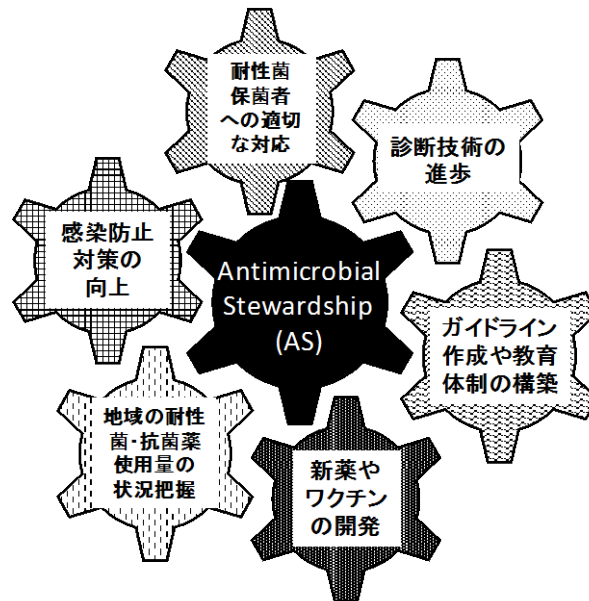 耐性菌
保菌者
への適切
な対応
診断技術の
進歩
感染防止
対策の
向上
Antimicrobial
Stewardship
(AS)
ガイドライン
作成や教育
体制の構築
地域の耐性
菌・抗菌薬
使用量の
状況把握
新薬や
ワクチン
の開発